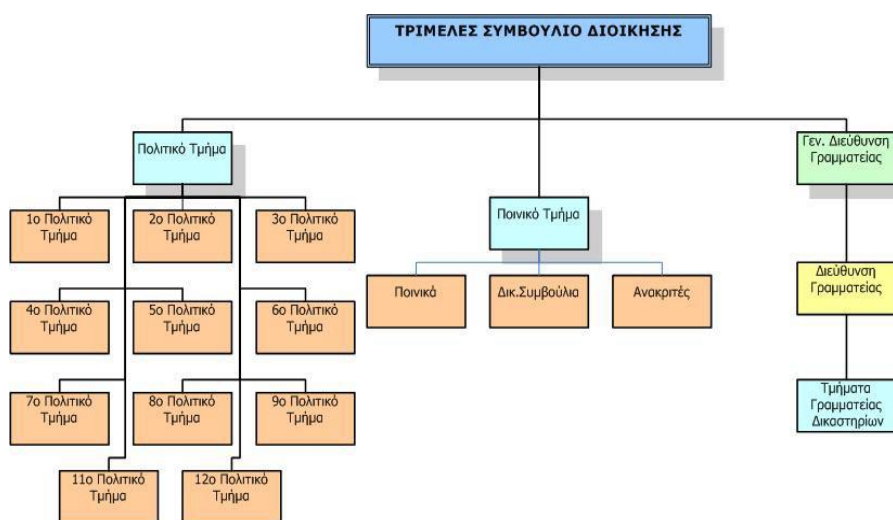 ΤΡΙΜΕΛΕΣ ΣΥΜΒΟΥΛΙΟ ΔΙΟΙΚΗΣΗΣ
Πολιτικό Τμήμα
Γεν. Διεύθυνση
Γραμματείας
Ποινικό Τμήμα
1ο Πολιτικό
Τμήμα
2ο Πολιτικό
Τμήμα
3ο Πολιτικό
Τμήμα
Ποινικά
Δικ.Συμβούλια
Ανακριτές
Διεύθυνση
Γραμματείας
4ο Πολιτικό
Τμήμα
5ο Πολιτικό
Τμήμα
6ο Πολιτικό
Τμήμα
7ο Πολιτικό
Τμήμα
8ο Πολιτικό
Τμήμα
9ο Πολιτικό
Τμήμα
Τμήματα
Γραμματείας
Δικαστηρίων
11ο Πολιτικό
Τμήμα
12ο Πολιτικό
Τμήμα